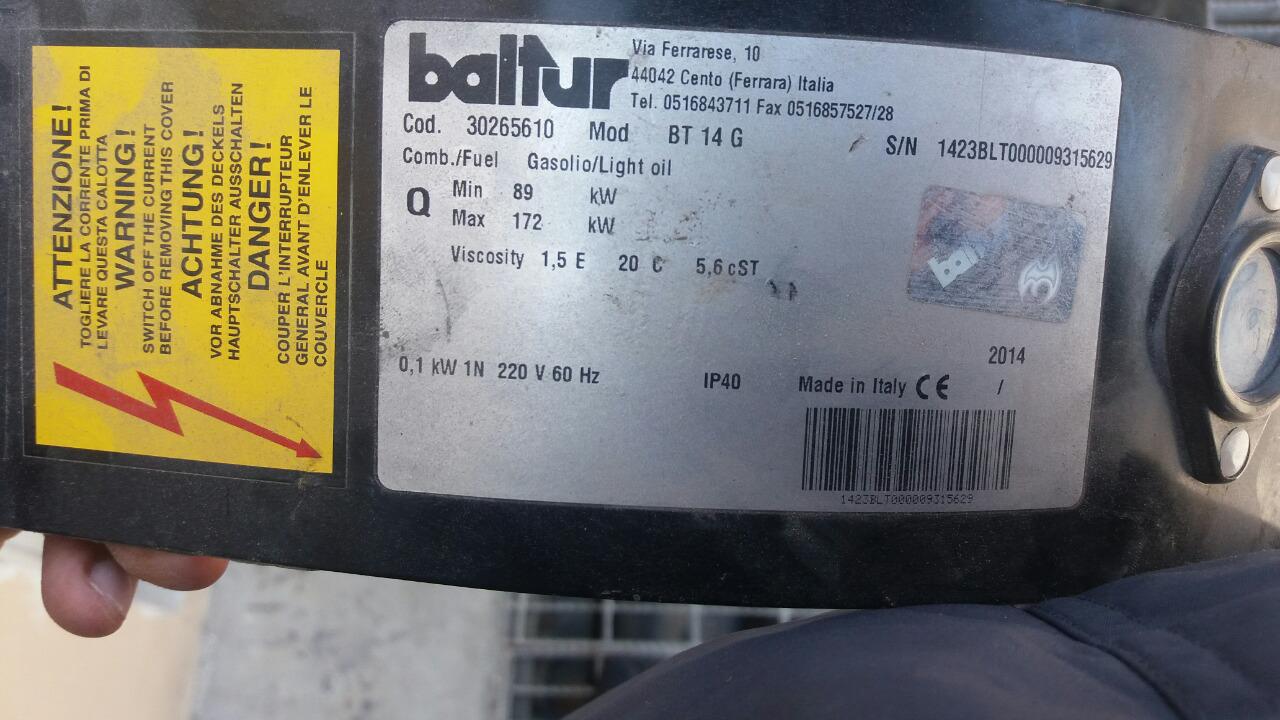 ATTENZIONE!
TOGLIERE LA CORRENTE PRIMA DI
LEVARE QUESTA CALOTTA
WARNING!
SWITCH OFF THE CURRENT
BEFORE REMOVING THIS COVER
ACHTUNG!
VOR ABNAHME DES DECKELS
HAUPTSCHALTER AUSSCHALTEN
DANGER!
COUPER L'INTERRUPTEUR
GENERAL AVANT D'ENLEVER LE
COUVERCLE
baltur
Via Ferrarese, 10
44042 Cento (Ferrara) Italia
Tel. 0516843711 Fax 0516857527/28
Cod. 30265610 Mod BT 14 G S/N 1423BLT000009315629
Comb./Fuel Gasolio/Light oil
Q Min 89 kW
Max 172 kW
Viscosity 1,5 E 20 C 5,6 cST
2014
0,1 kW 1N 220 V 60 Hz IP40 Made in Italy CE /
1423BLT000009315629